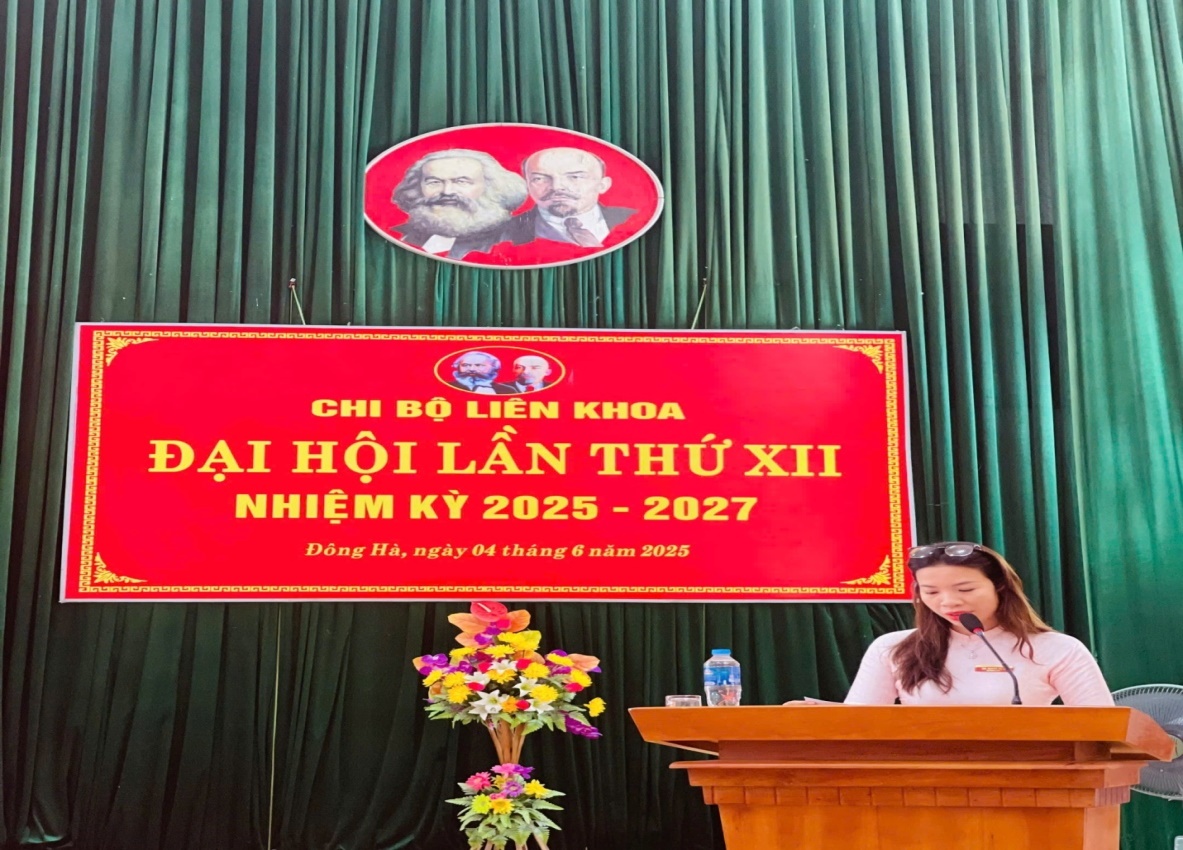 CHI BỘ LIÊN KHOA
ĐẠI HỘI LẦN THỨ XII
NHIỆM KỲ 2025 - 2027
Đông Hà, ngày 04 tháng 6 năm 2025